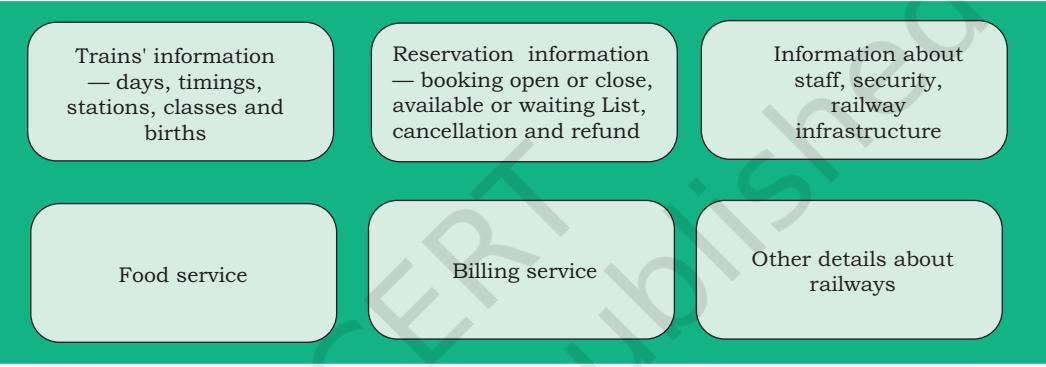 Trains' information
— days, timings,
stations, classes and
births
Reservation information
— booking open or close,
available or waiting List,
cancellation and refund
Information about
staff, security,
railway
infrastructure
Food service
Billing service
Other details about
railways